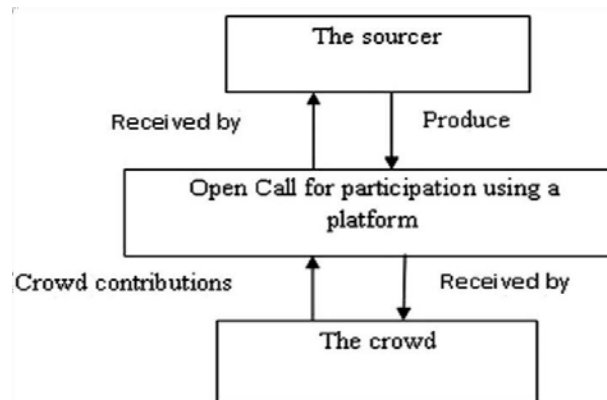 The sourcer
Received by
Produce
Open Call for participation using a
platform
Crowd contributions
Received by
The crowd